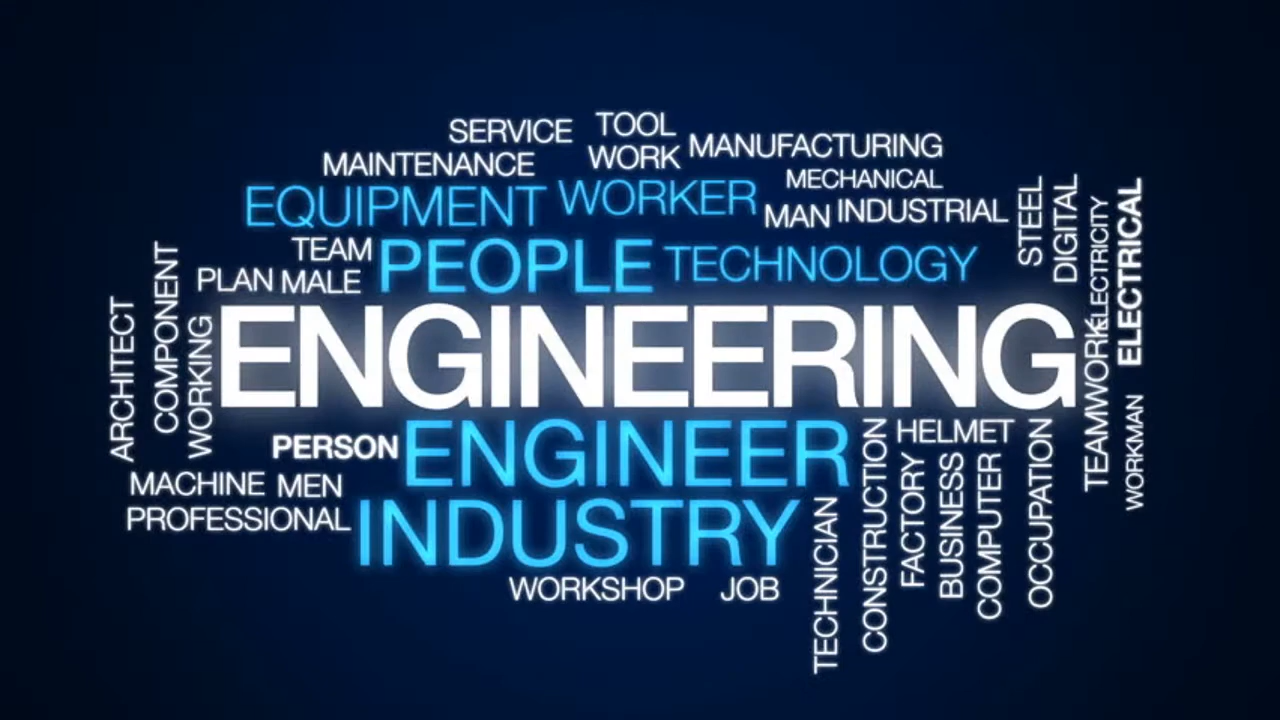 SERVICE
TOOL
MAINTENANCE
WORK
MANUFACTURING
EQUIPMENT
WORKER
MECHANICAL
MAN
INDUSTRIAL
TEAM
PEOPLE
TECHNOLOGY
PLAN
MALE
STEEL
DIGITAL
ELECTRICITY
ELECTRICAL
ARCHITECT
COMPONENT
WORKING
ENGINEERING
TEAMWORK
WORKMAN
PERSON
ENGINEER
HELMET
MACHINE
MEN
PROFESSIONAL
INDUSTRY
WORKSHOP
JOB
TECHNICIAN
CONSTRUCTION
FACTORY
BUSINESS
COMPUTER
OCCUPATION